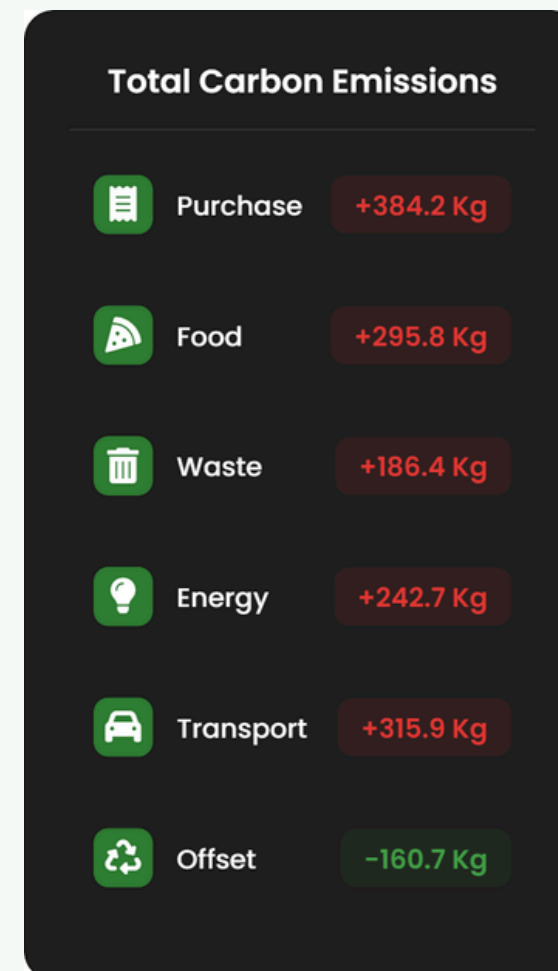 Total Carbon Emissions
Purchase +384.2 Kg
Food +295.8 Kg
Waste +186.4 Kg
Energy +242.7 Kg
Transport +315.9 Kg
Offset -160.7 Kg